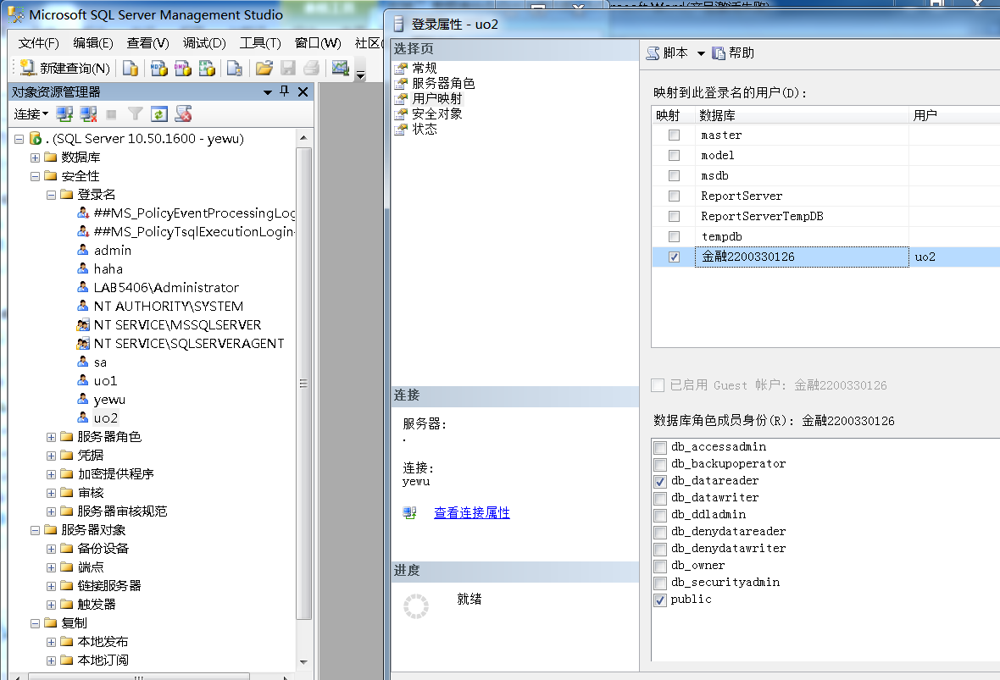 Microsoft SQL Server Management Studio
文件(F) 编辑(E) 查看(V) 调试(D) 工具(T) 窗口(W) 社区(
新建查询(N)
对象资源管理器
连接
. (SQL Server 10.50.1600 - yewu)
数据库
安全性
登录名
##MS_PolicyEventProcessingLog
##MS_PolicyTsqlExecutionLogin
admin
haha
LAB5406\Administrator
NT AUTHORITY\SYSTEM
NT SERVICE\MSSQLSERVER
NT SERVICE\SQLSERVERAGENT
sa
uo1
yewu
uo2
服务器角色
凭据
加密提供程序
审核
服务器审核规范
服务器对象
备份设备
端点
链接服务器
触发器
复制
本地发布
本地订阅
登录属性 - uo2
选择页
常规
服务器角色
用户映射
安全对象
状态
连接
服务器:
.
连接:
yewu
查看连接属性
进度
就绪
脚本 帮助
映射到此登录名的用户(D):
映射 数据库 用户
master
model
msdb
ReportServer
ReportServerTempDB
tempdb
金融2200330126 uo2
已启用 Guest 帐户: 金融2200330126
数据库角色成员身份(R): 金融2200330126
db_accessadmin
db_backupoperator
db_datareader
db_datawriter
db_ddladmin
db_denydatareader
db_denydatawriter
db_owner
db_securityadmin
public